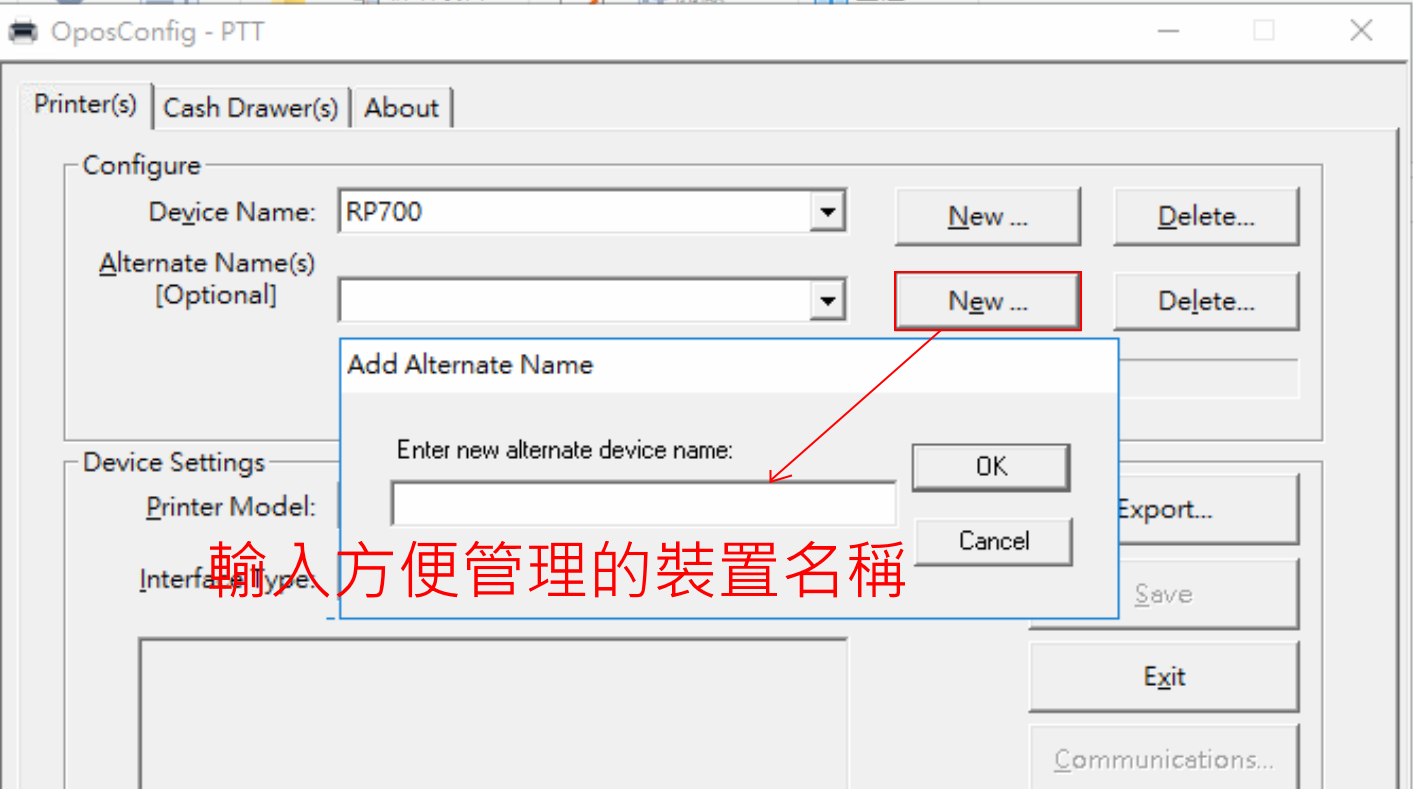 OposConfig - PTT
Printer(s) Cash Drawer(s) About
Configure
Device Name: RP700 New ... Delete...
Alternate Name(s)
[Optional] New ... Delete...
Add Alternate Name
Enter new alternate device name:
OK
Cancel
輸入方便管理的裝置名稱
Device Settings
Printer Model: Export...
Interface Type: Save
Exit
Communications...